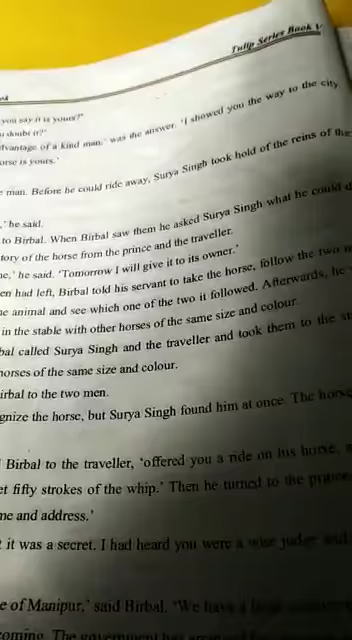 Tulip Series Book V
you say it is yours?"
doubt it?"
dvantage of a kind man,' was the answer. 'I showed you the way to the city
orse is yours.'
man. Before he could ride away, Surya Singh took hold of the reins of the
,' he said.
to Birbal. When Birbal saw them he asked Surya Singh what he could d
tory of the horse from the prince and the traveller.
ne,' he said. 'Tomorrow I will give it to its owner.'
en had left, Birbal told his servant to take the horse, follow the two m
he animal and see which one of the two it followed. Afterwards, he
in the stable with other horses of the same size and colour.
bal called Surya Singh and the traveller and took them to the st
horses of the same size and colour.
irbal to the two men.
gnize the horse, but Surya Singh found him at once. The horse
Birbal to the traveller, 'offered you a ride on his horse, a
et fifty strokes of the whip.' Then he turned to the prince
me and address.'
it was a secret. I had heard you were a wise judge and
e of Manipur,' said Birbal. 'We have a
coming. The government has